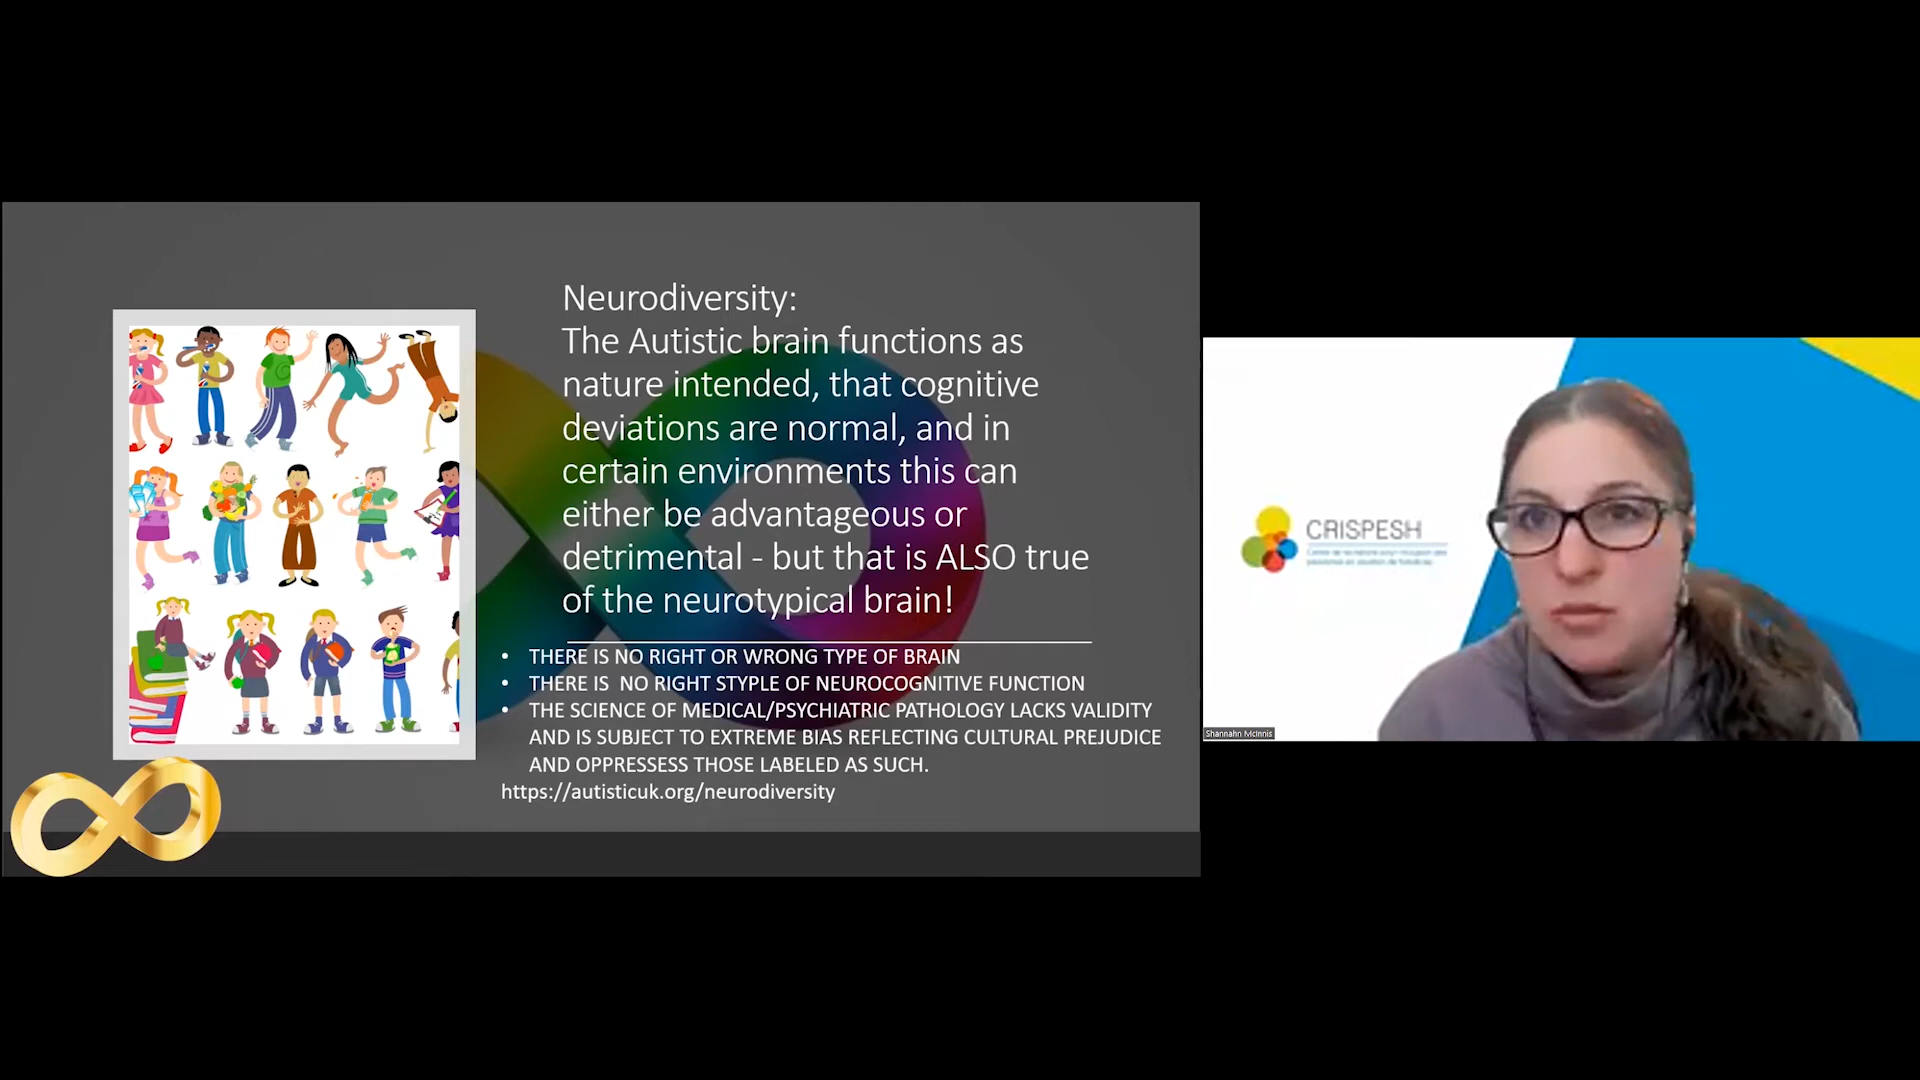 Neurodiversity:
The Autistic brain functions as
nature intended, that cognitive
deviations are normal, and in
certain environments this can
either be advantageous or
detrimental - but that is ALSO true
of the neurotypical brain!
• THERE IS NO RIGHT OR WRONG TYPE OF BRAIN
• THERE IS  NO RIGHT STYPLE OF NEUROCOGNITIVE FUNCTION
• THE SCIENCE OF MEDICAL/PSYCHIATRIC PATHOLOGY LACKS VALIDITY
AND IS SUBJECT TO EXTREME BIAS REFLECTING CULTURAL PREJUDICE
AND OPPRESSESS THOSE LABELED AS SUCH.
https://autisticuk.org/neurodiversity
CRISPESH
Shannahn McInnis